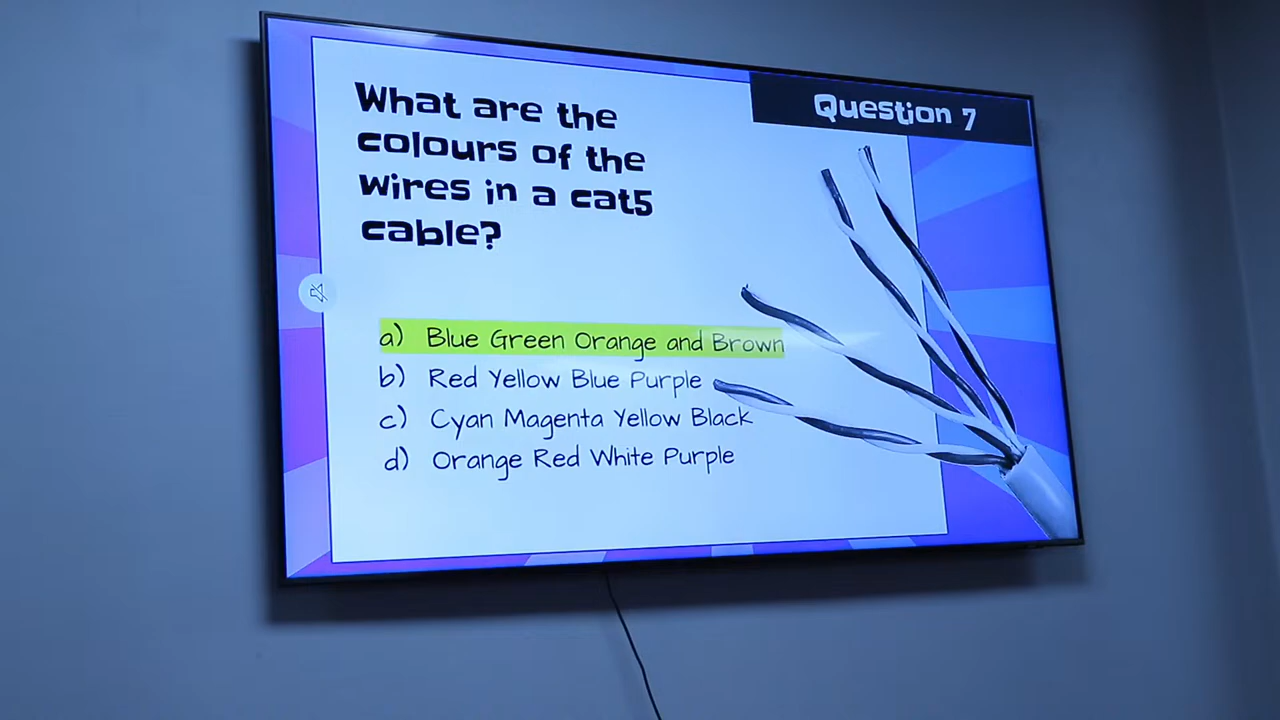 Question 7
What are the
colours of the
wires in a cat5
cable?
a) Blue Green Orange and Brown
b) Red Yellow Blue Purple
c) Cyan Magenta Yellow Black
d) Orange Red White Purple